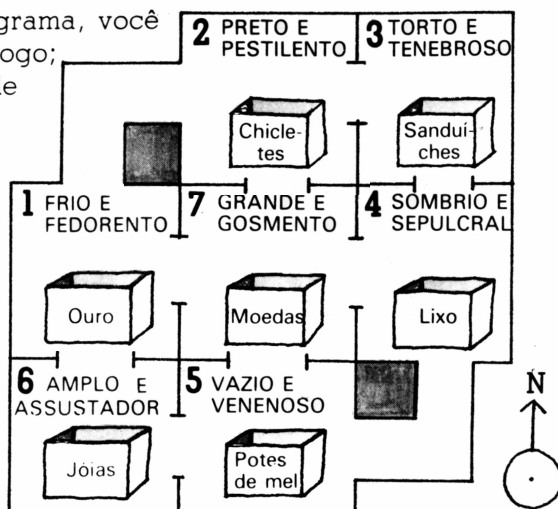 grama, você
ogo;
le
2 PRETO E
PESTILENTO
3 TORTO E
TENEBROSO
Chicle-
tes
Sanduí-
ches
1 FRIO E
FEDORENTO
7 GRANDE E
GOSMENTO
4 SOMBRIO E
SEPULCRAL
Ouro
Moedas
Lixo
6 AMPLO E
ASSUSTADOR
5 VAZIO E
VENENOSO
N
Jóias
Potes
de mel